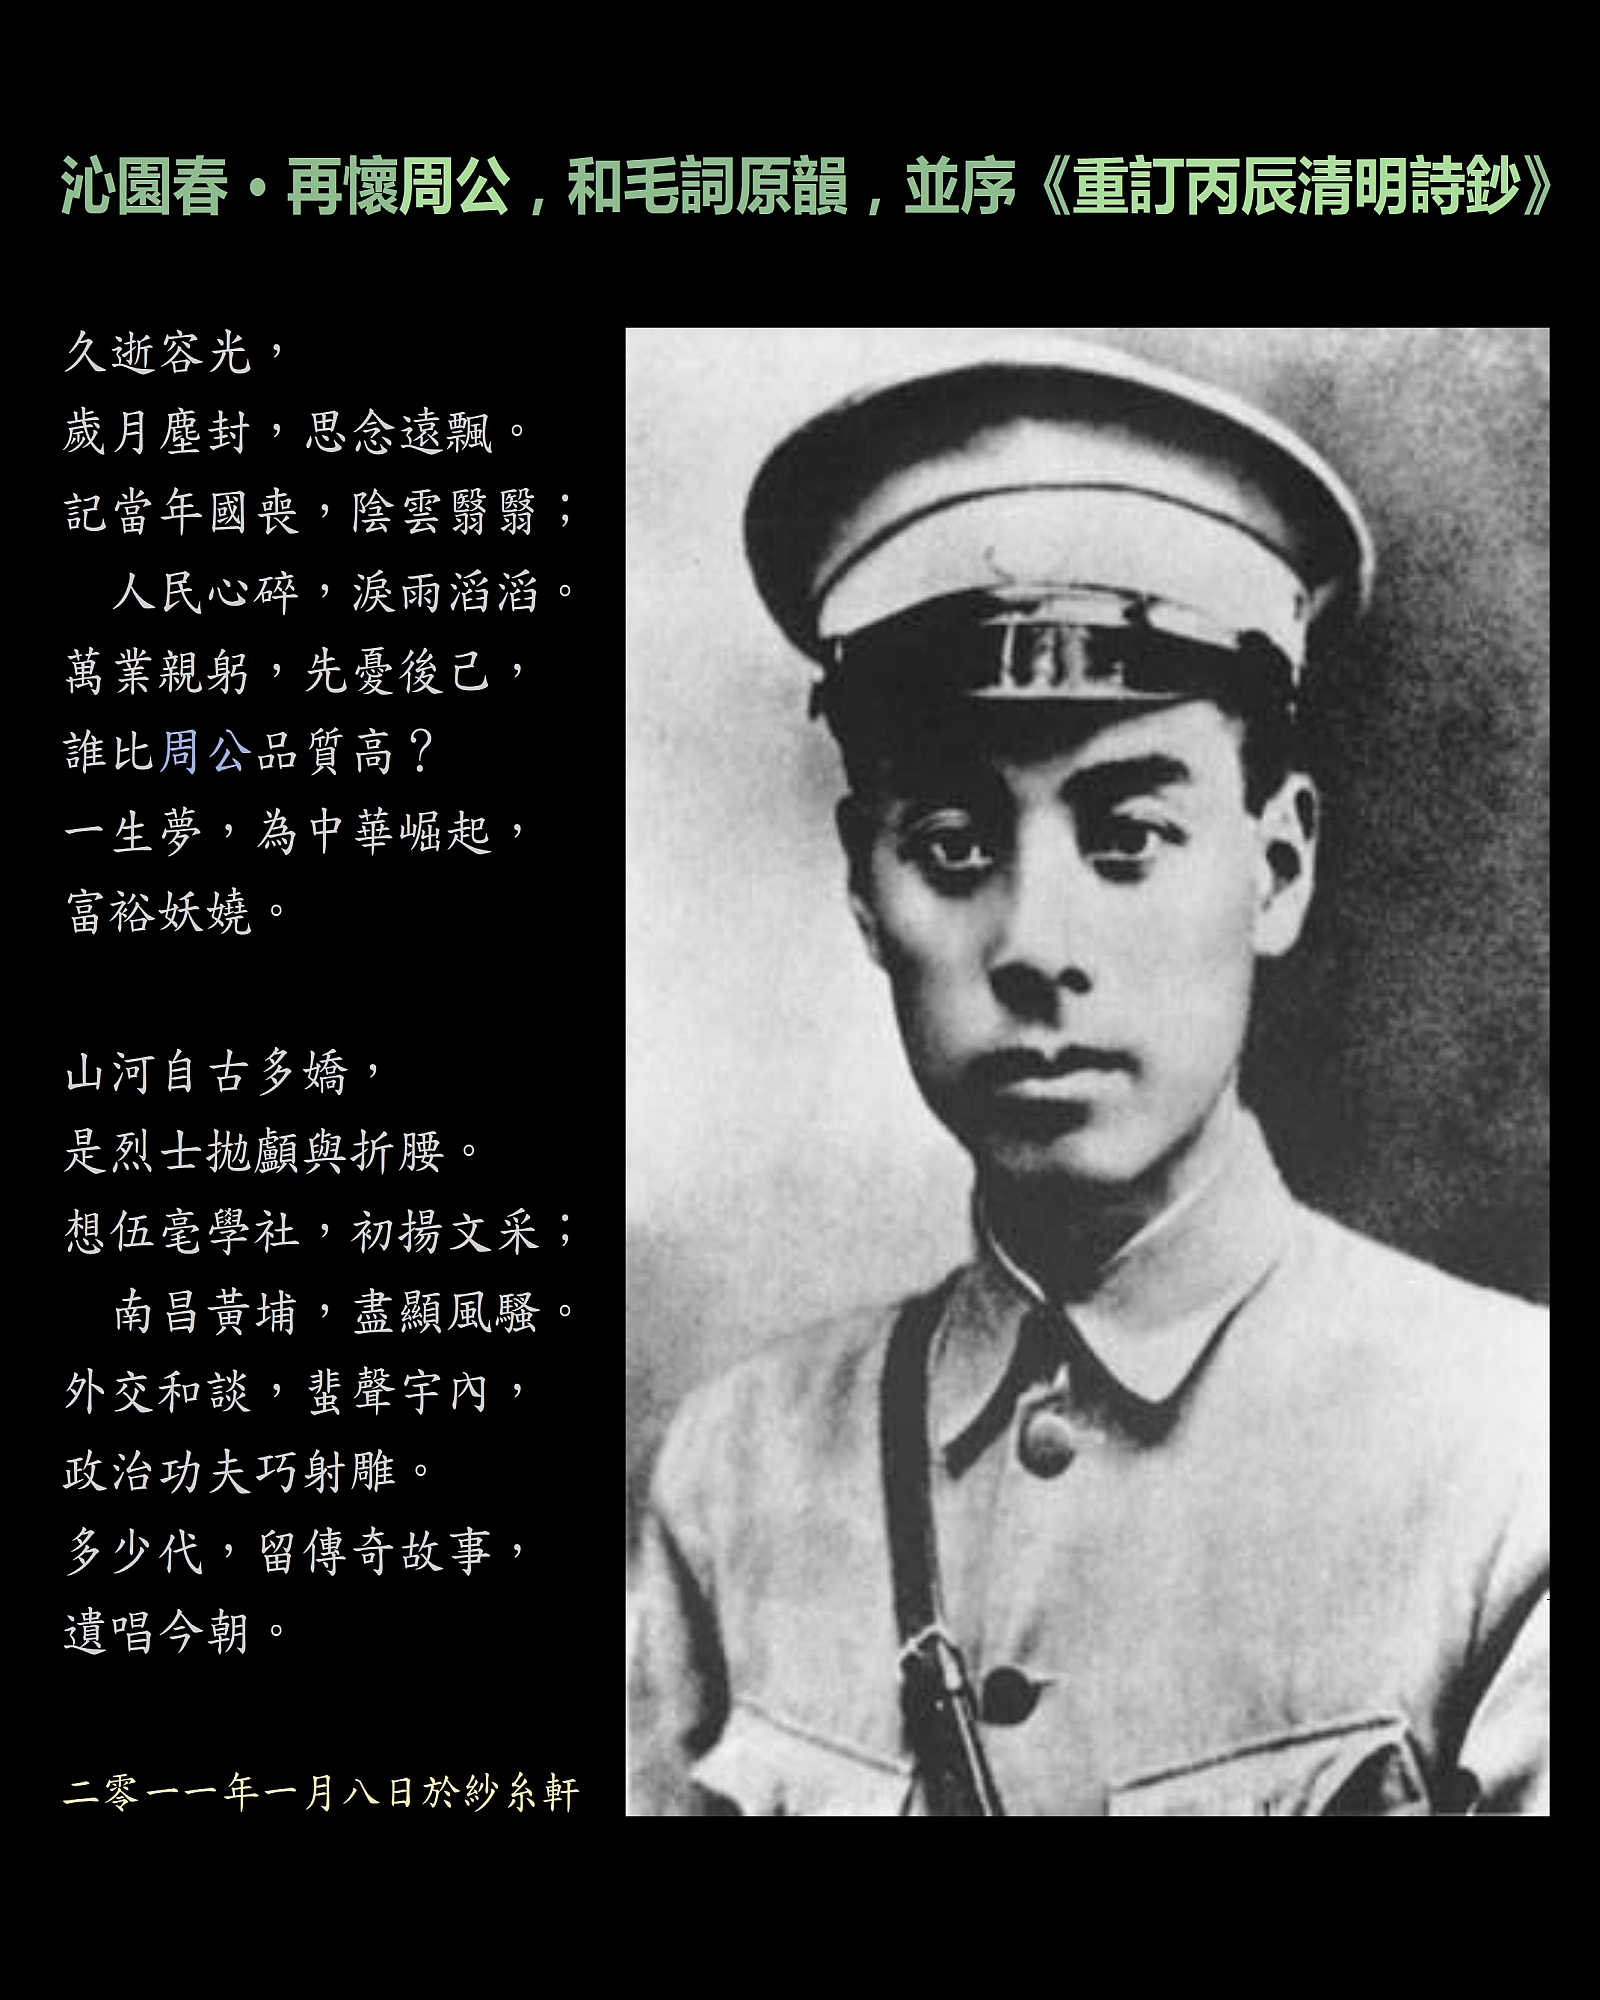 沁園春•再懷周公，和毛詞原韻，並序《重訂丙辰清明詩鈔》
久逝容光，
歲月塵封，思念遠飄。
記當年國喪，陰雲翳翳；
人民心碎，淚雨滔滔。
萬業親躬，先憂後己，
誰比周公品質高？
一生夢，為中華崛起，
富裕妖嬈。
山河自古多嬌，
是烈士拋顱與折腰。
想伍毫學社，初揚文采；
南昌黃埔，盡顯風騷。
外交和談，蜚聲宇內，
政治功夫巧射雕。
多少代，留傳奇故事，
遺唱今朝。
二零一一年一月八日於紗糸軒